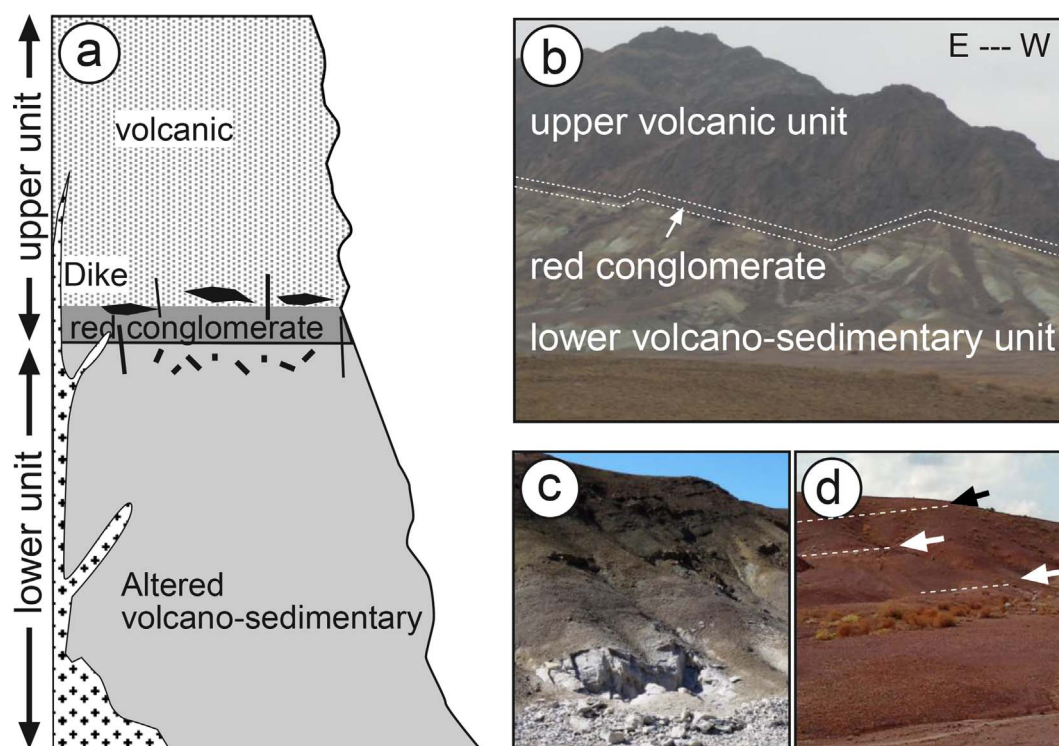 a
upper unit
volcanic
Dike
red conglomerate
lower unit
Altered
volcano-sedimentary
b
E --- W
upper volcanic unit
red conglomerate
lower volcano-sedimentary unit
c
d